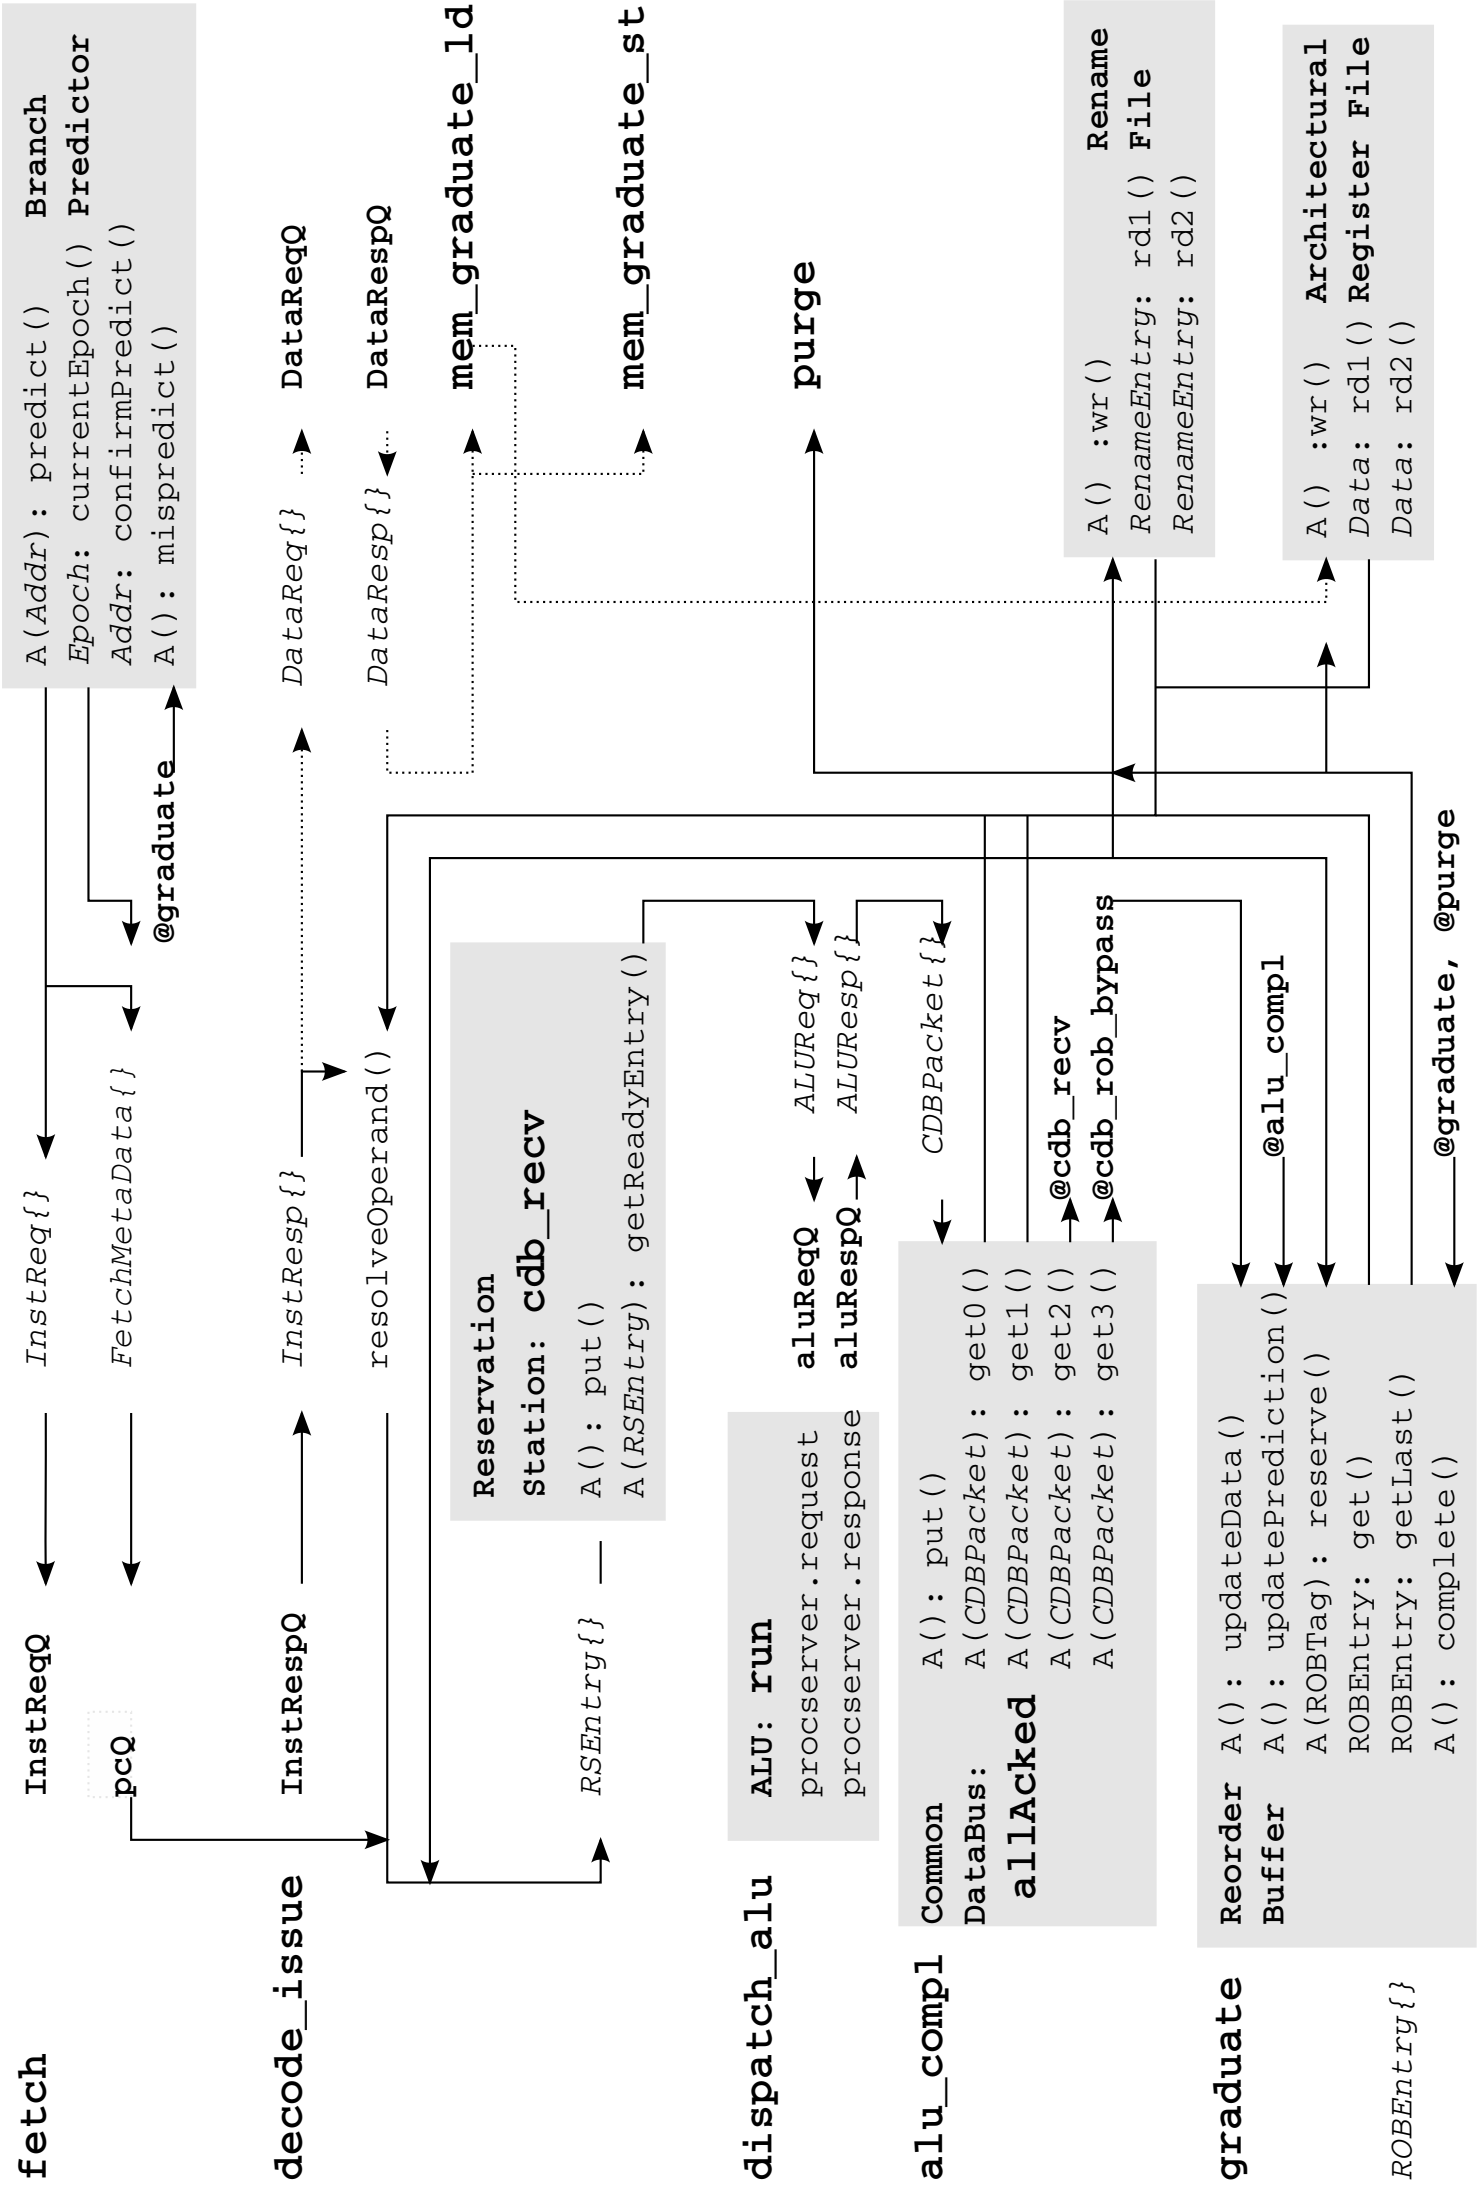 fetch
InstReqQ
InstReq{}
A(Addr): predict()
Branch
Epoch: currentEpoch()
Predictor
pcQ
FetchMetaData{}
Addr: confirmPredict()
@graduate
A(): mispredict()
decode_issue
InstRespQ
InstResp{}
DataReq{}
DataReqQ
resolveOperand()
DataResp{}
DataRespQ
mem_graduate_ld
Reservation
Station: cdb_recv
RSEntry{}
A(): put()
A(RSEntry): getReadyEntry()
mem_graduate_st
dispatch_alu
ALU: run
procserver.request
aluReqQ
ALUReq{}
purge
procserver.response
aluRespQ
ALUResp{}
alu_compl
Common
A(): put()
CDBPacket{}
DataBus:
A(CDBPacket): get0()
allAcked
A(CDBPacket): get1()
A(CDBPacket): get2()
@cdb_recv
A(CDBPacket): get3()
@cdb_rob_bypass
A() :wr()
Rename
RenameEntry: rd1()
File
RenameEntry: rd2()
graduate
Reorder
A(): updateData()
Buffer
A(): updatePrediction()
@alu_compl
A(ROBTag): reserve()
A() :wr()
Architectural
ROBEntry: get()
Data: rd1()
Register File
ROBEntry{}
ROBEntry: getLast()
Data: rd2()
A(): complete()
@graduate, @purge